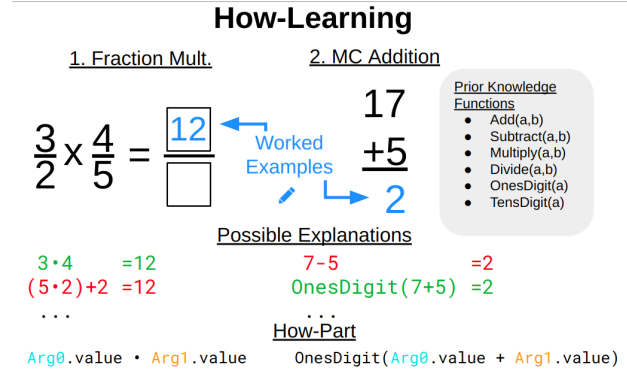 How-Learning
1. Fraction Mult.
2. MC Addition
3/2 x 4/5 = 12
17
+5
2
Worked
Examples
Prior Knowledge
Functions
● Add(a,b)
● Subtract(a,b)
● Multiply(a,b)
● Divide(a,b)
● OnesDigit(a)
● TensDigit(a)
Possible Explanations
3•4 =12
(5•2)+2 =12
...
7-5 =2
OnesDigit(7+5) =2
...
How-Part
Arg0.value • Arg1.value
OnesDigit(Arg0.value + Arg1.value)